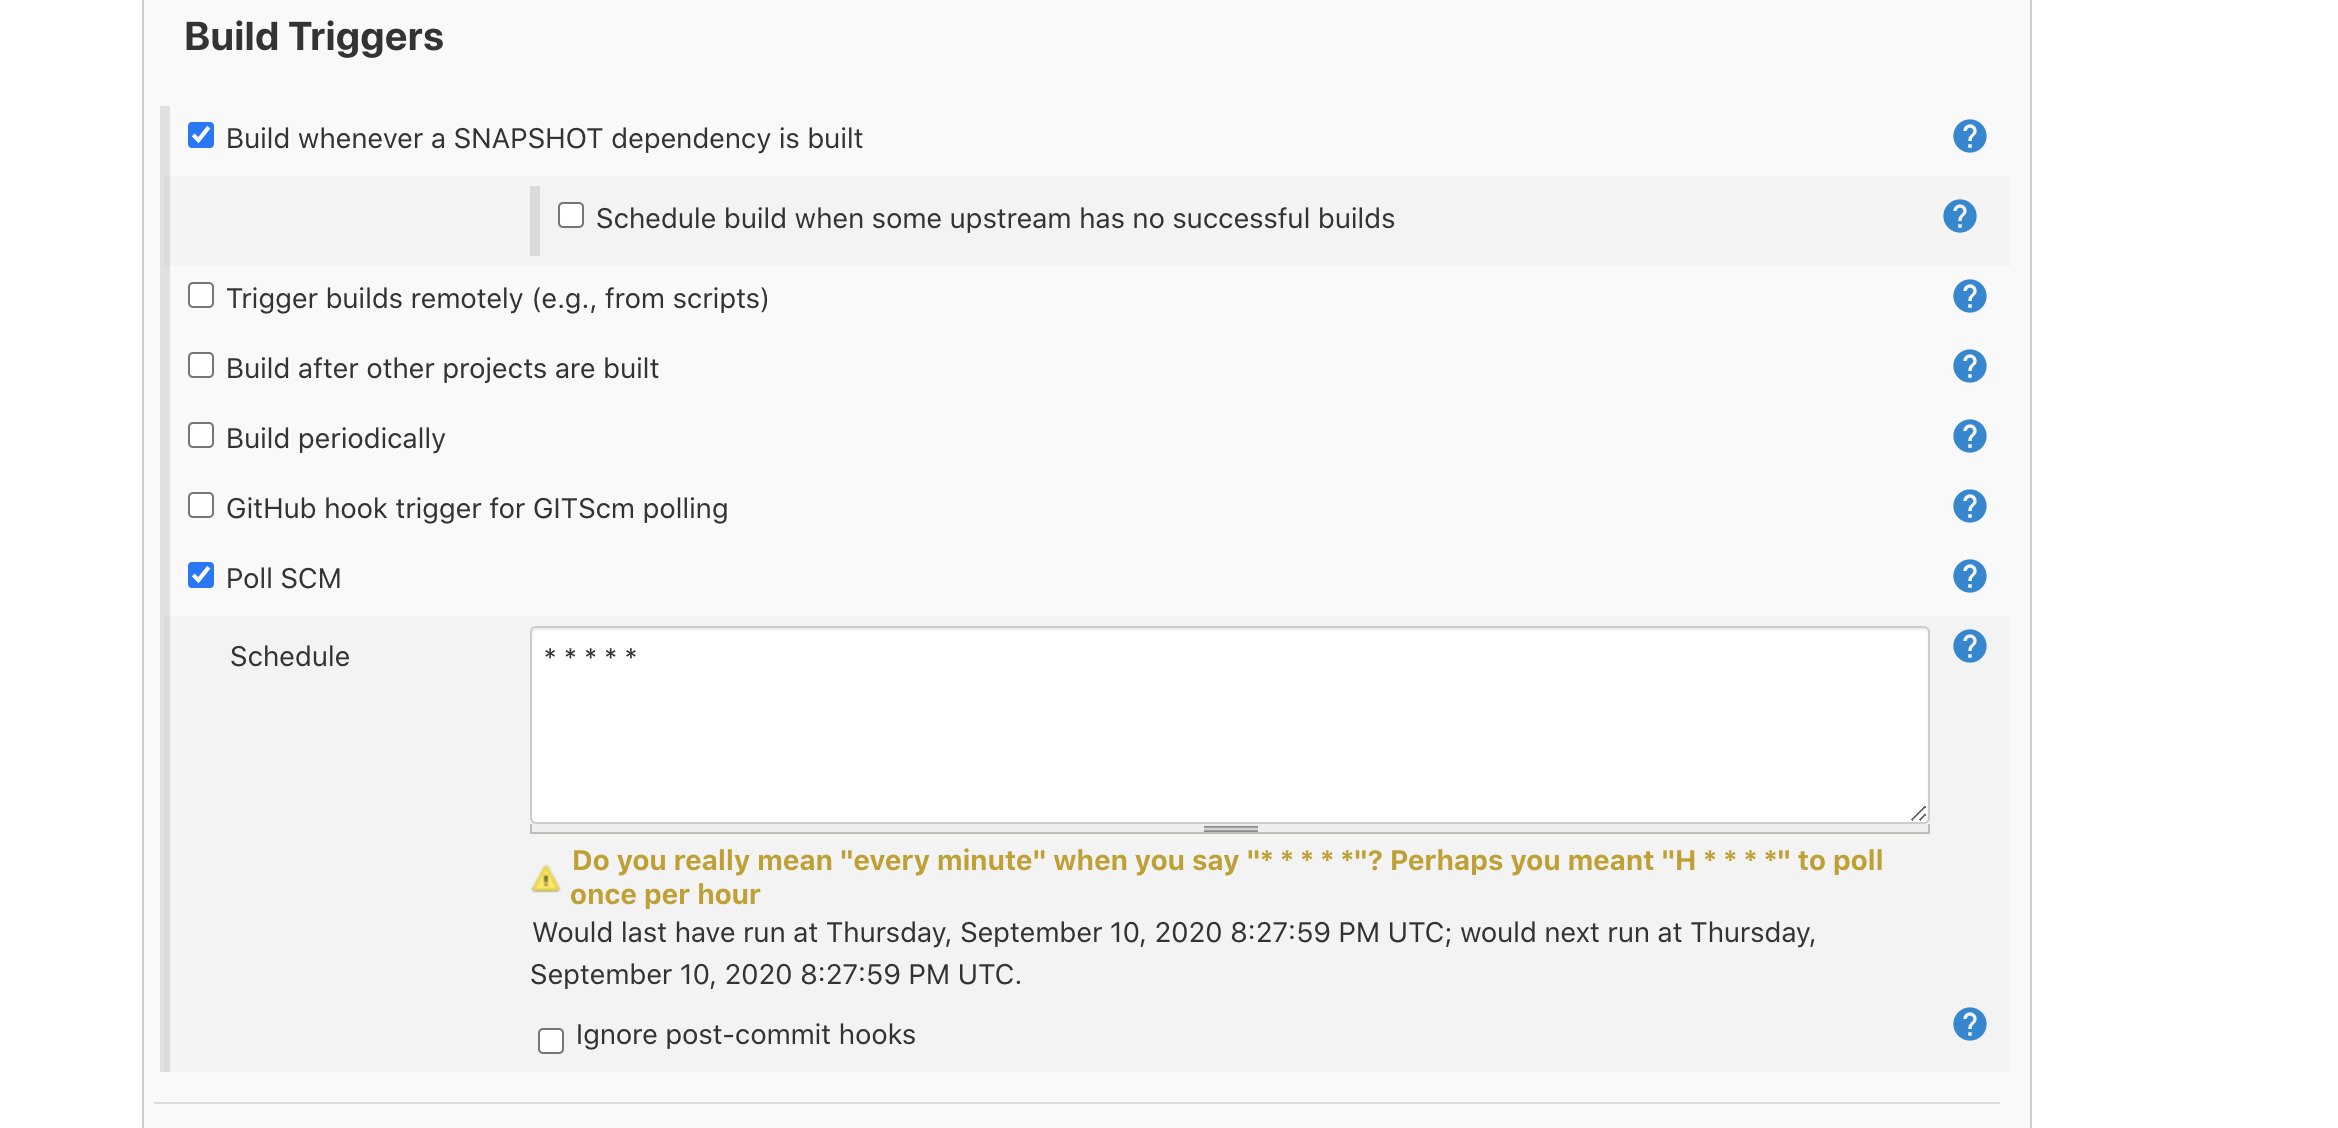 Build Triggers
Build whenever a SNAPSHOT dependency is built
Schedule build when some upstream has no successful builds
Trigger builds remotely (e.g., from scripts)
Build after other projects are built
Build periodically
GitHub hook trigger for GITScm polling
Poll SCM
Schedule
* * * * *
Do you really mean "every minute" when you say "* * * * *"? Perhaps you meant "H * * * *" to poll
once per hour
Would last have run at Thursday, September 10, 2020 8:27:59 PM UTC; would next run at Thursday,
September 10, 2020 8:27:59 PM UTC.
Ignore post-commit hooks